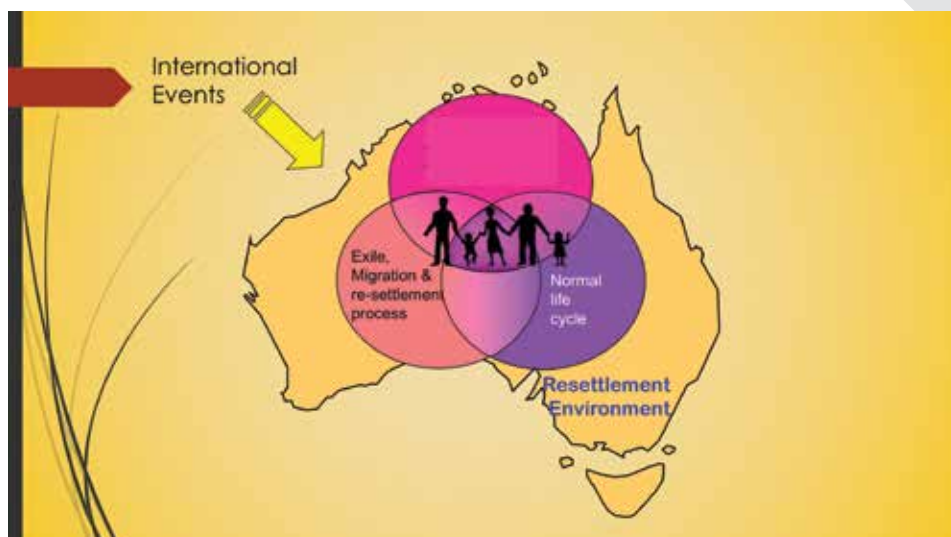 International
Events
Exile,
Migration &
re-settlement
process
Normal
life
cycle
Resettlement
Environment